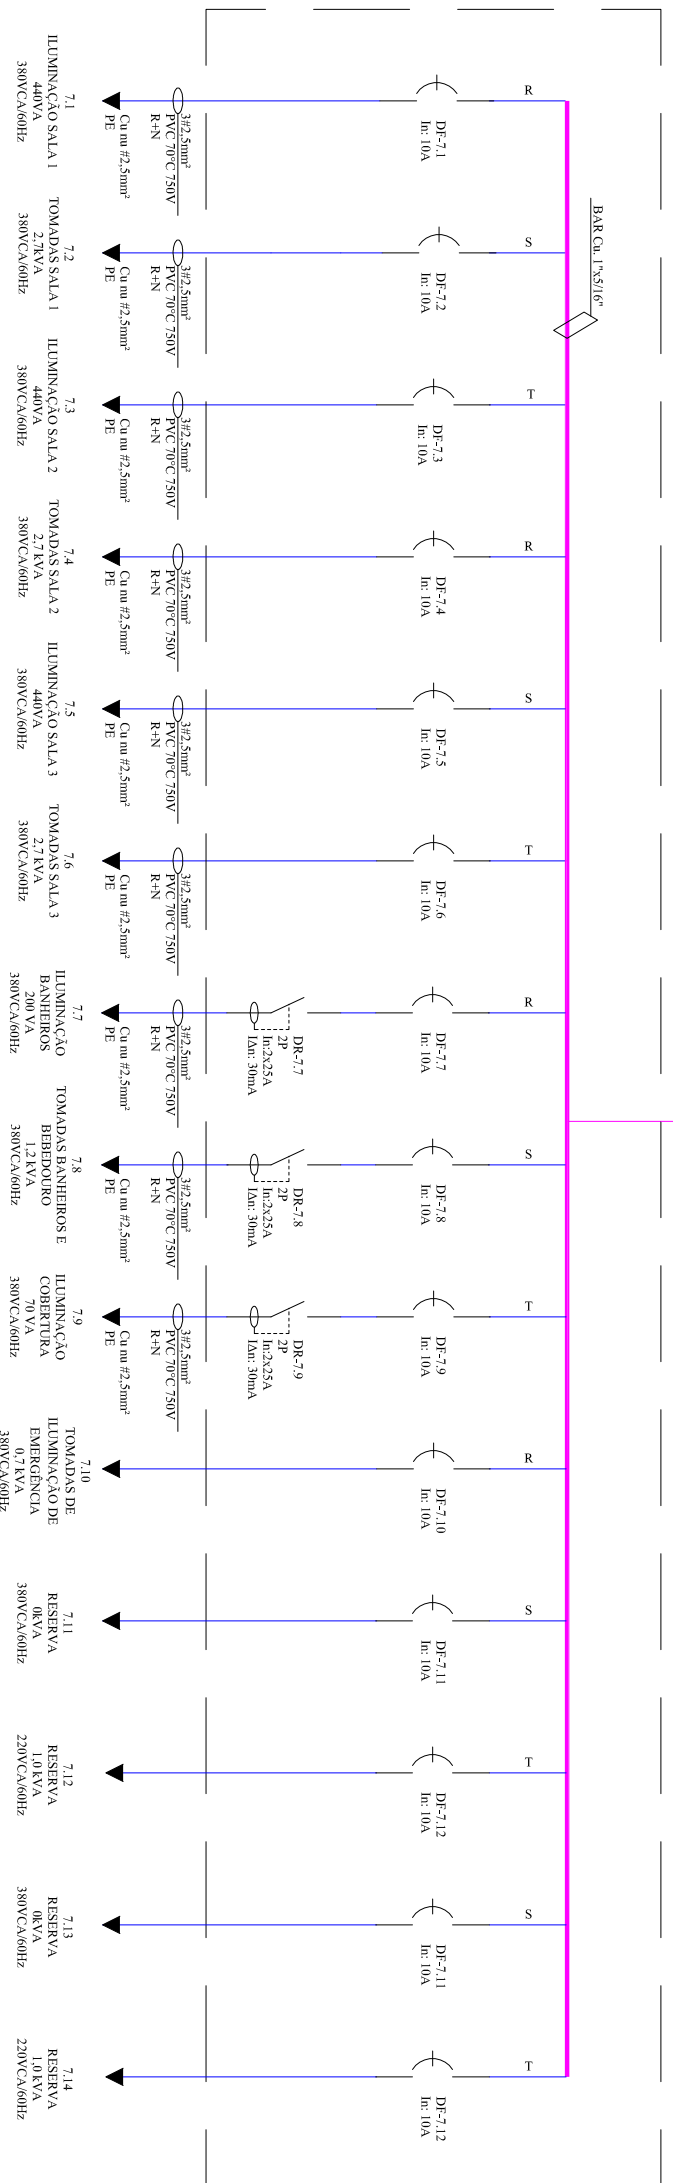 BAR Cu. 1"x5/16"
R
DF-7.1
In: 10A
3#2,5mm²
PVC 70°C 750V
R+N
Cu nu #2,5mm²
PE
7.1
ILUMINAÇÃO SALA 1
440VA
380VCA/60Hz
S
DF-7.2
In: 10A
3#2,5mm²
PVC 70°C 750V
R+N
Cu nu #2,5mm²
PE
7.2
TOMADAS SALA 1
2,7kVA
380VCA/60Hz
T
DF-7.3
In: 10A
3#2,5mm²
PVC 70°C 750V
R+N
Cu nu #2,5mm²
PE
7.3
ILUMINAÇÃO SALA 2
440VA
380VCA/60Hz
R
DF-7.4
In: 10A
3#2,5mm²
PVC 70°C 750V
R+N
Cu nu #2,5mm²
PE
7.4
TOMADAS SALA 2
2,7 kVA
380VCA/60Hz
S
DF-7.5
In: 10A
3#2,5mm²
PVC 70°C 750V
R+N
Cu nu #2,5mm²
PE
7.5
ILUMINAÇÃO SALA 3
440VA
380VCA/60Hz
T
DF-7.6
In: 10A
3#2,5mm²
PVC 70°C 750V
R+N
Cu nu #2,5mm²
PE
7.6
TOMADAS SALA 3
2,7 kVA
380VCA/60Hz
R
DF-7.7
In: 10A
DR-7.7
2P
In:2x25A
IΔn: 30mA
3#2,5mm²
PVC 70°C 750V
R+N
Cu nu #2,5mm²
PE
7.7
ILUMINAÇÃO
BANHEIROS
200 VA
380VCA/60Hz
S
DF-7.8
In: 10A
DR-7.8
2P
In:2x25A
IΔn: 30mA
3#2,5mm²
PVC 70°C 750V
R+N
Cu nu #2,5mm²
PE
7.8
TOMADAS BANHEIROS E
BEBEDOURO
1,2 kVA
380VCA/60Hz
T
DF-7.9
In: 10A
DR-7.9
2P
In:2x25A
IΔn: 30mA
3#2,5mm²
PVC 70°C 750V
R+N
Cu nu #2,5mm²
PE
7.9
ILUMINAÇÃO
COBERTURA
70 VA
380VCA/60Hz
R
DF-7.10
In: 10A
7.10
TOMADAS DE
ILUMINAÇÃO DE
EMERGÊNCIA
0,7 kVA
380VCA/60Hz
S
DF-7.11
In: 10A
7.11
RESERVA
0kVA
380VCA/60Hz
T
DF-7.12
In: 10A
7.12
RESERVA
1,0 kVA
220VCA/60Hz
S
DF-7.11
In: 10A
7.13
RESERVA
0kVA
380VCA/60Hz
T
DF-7.12
In: 10A
7.14
RESERVA
1,0 kVA
220VCA/60Hz